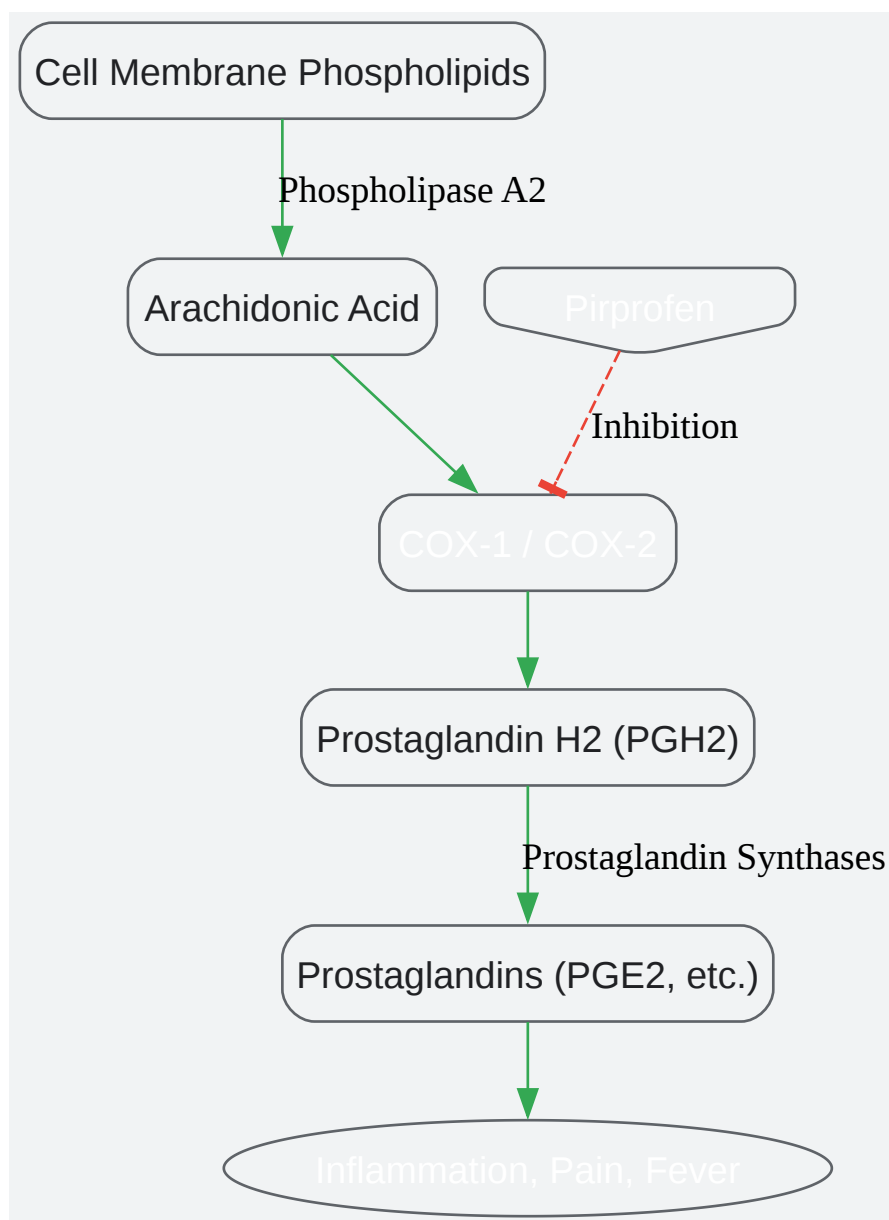 Cell Membrane Phospholipids
Phospholipase A2
Arachidonic Acid
Pirprofen
Inhibition
COX-1 / COX-2
Prostaglandin H2 (PGH2)
Prostaglandin Synthases
Prostaglandins (PGE2, etc.)
Inflammation, Pain, Fever